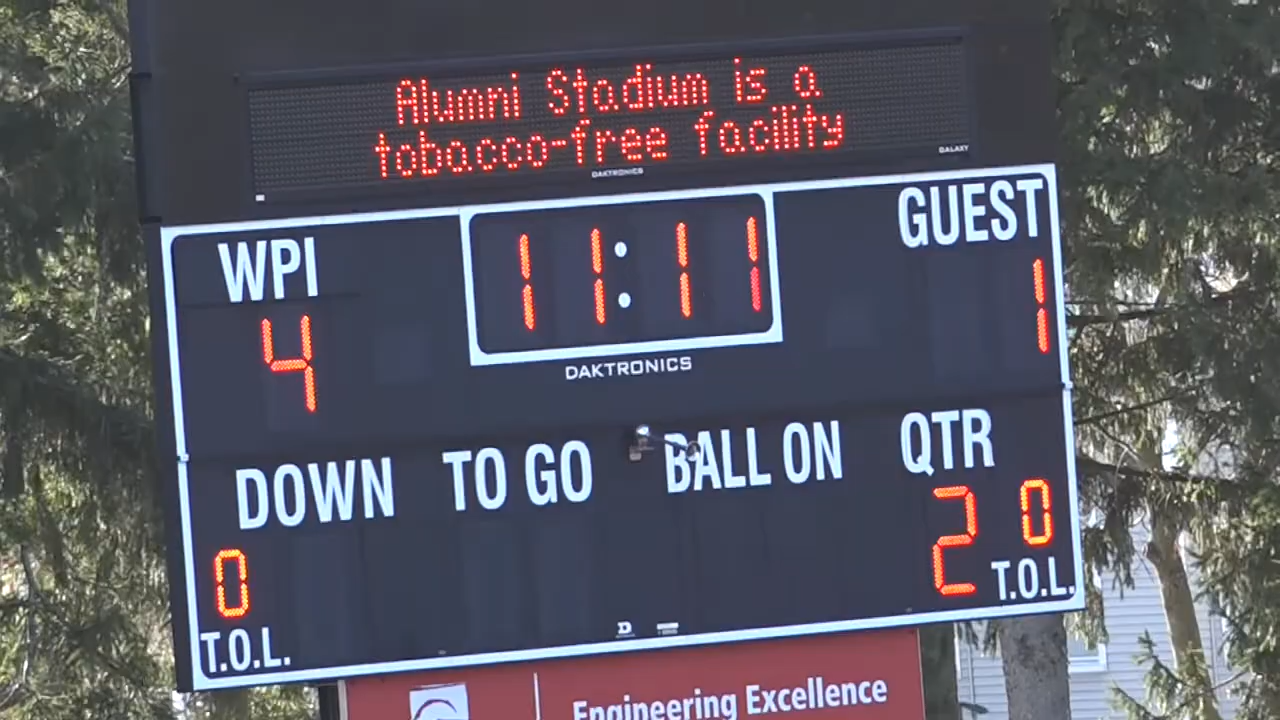 Alumni Stadium is a
tobacco-free facility
DAKTRONICS
GALAXY
WPI
11:11
GUEST
4
1
DAKTRONICS
DOWN
TO GO
BALL ON
QTR
0
2
0
T.O.L.
T.O.L.
Engineering Excellence